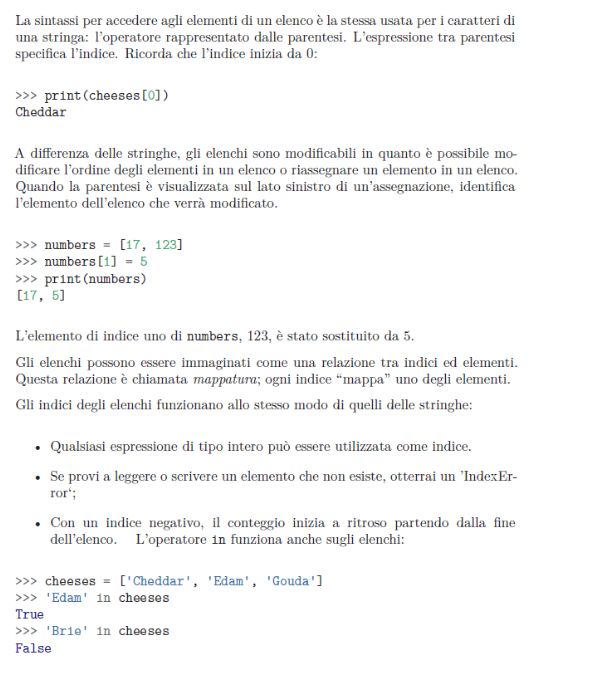 La sintassi per accedere agli elementi di un elenco è la stessa usata per i caratteri di
una stringa: l'operatore rappresentato dalle parentesi. L'espressione tra parentesi
specifica l'indice. Ricorda che l'indice inizia da 0:
>>> print(cheeses[0])
Cheddar
A differenza delle stringhe, gli elenchi sono modificabili in quanto è possibile mo-
dificare l'ordine degli elementi in un elenco o riassegnare un elemento in un elenco.
Quando la parentesi è visualizzata sul lato sinistro di un'assegnazione, identifica
l'elemento dell'elenco che verrà modificato.
>>> numbers = [17, 123]
>>> numbers[1] = 5
>>> print(numbers)
[17, 5]
L'elemento di indice uno di numbers, 123, è stato sostituito da 5.
Gli elenchi possono essere immaginati come una relazione tra indici ed elementi.
Questa relazione è chiamata mappatura; ogni indice “mappa” uno degli elementi.
Gli indici degli elenchi funzionano allo stesso modo di quelli delle stringhe:
• Qualsiasi espressione di tipo intero può essere utilizzata come indice.
• Se provi a leggere o scrivere un elemento che non esiste, otterrai un 'IndexEr-
ror‘;
• Con un indice negativo, il conteggio inizia a ritroso partendo dalla fine
dell'elenco. L'operatore in funziona anche sugli elenchi:
>>> cheeses = ['Cheddar', 'Edam', 'Gouda']
>>> 'Edam' in cheeses
True
>>> 'Brie' in cheeses
False